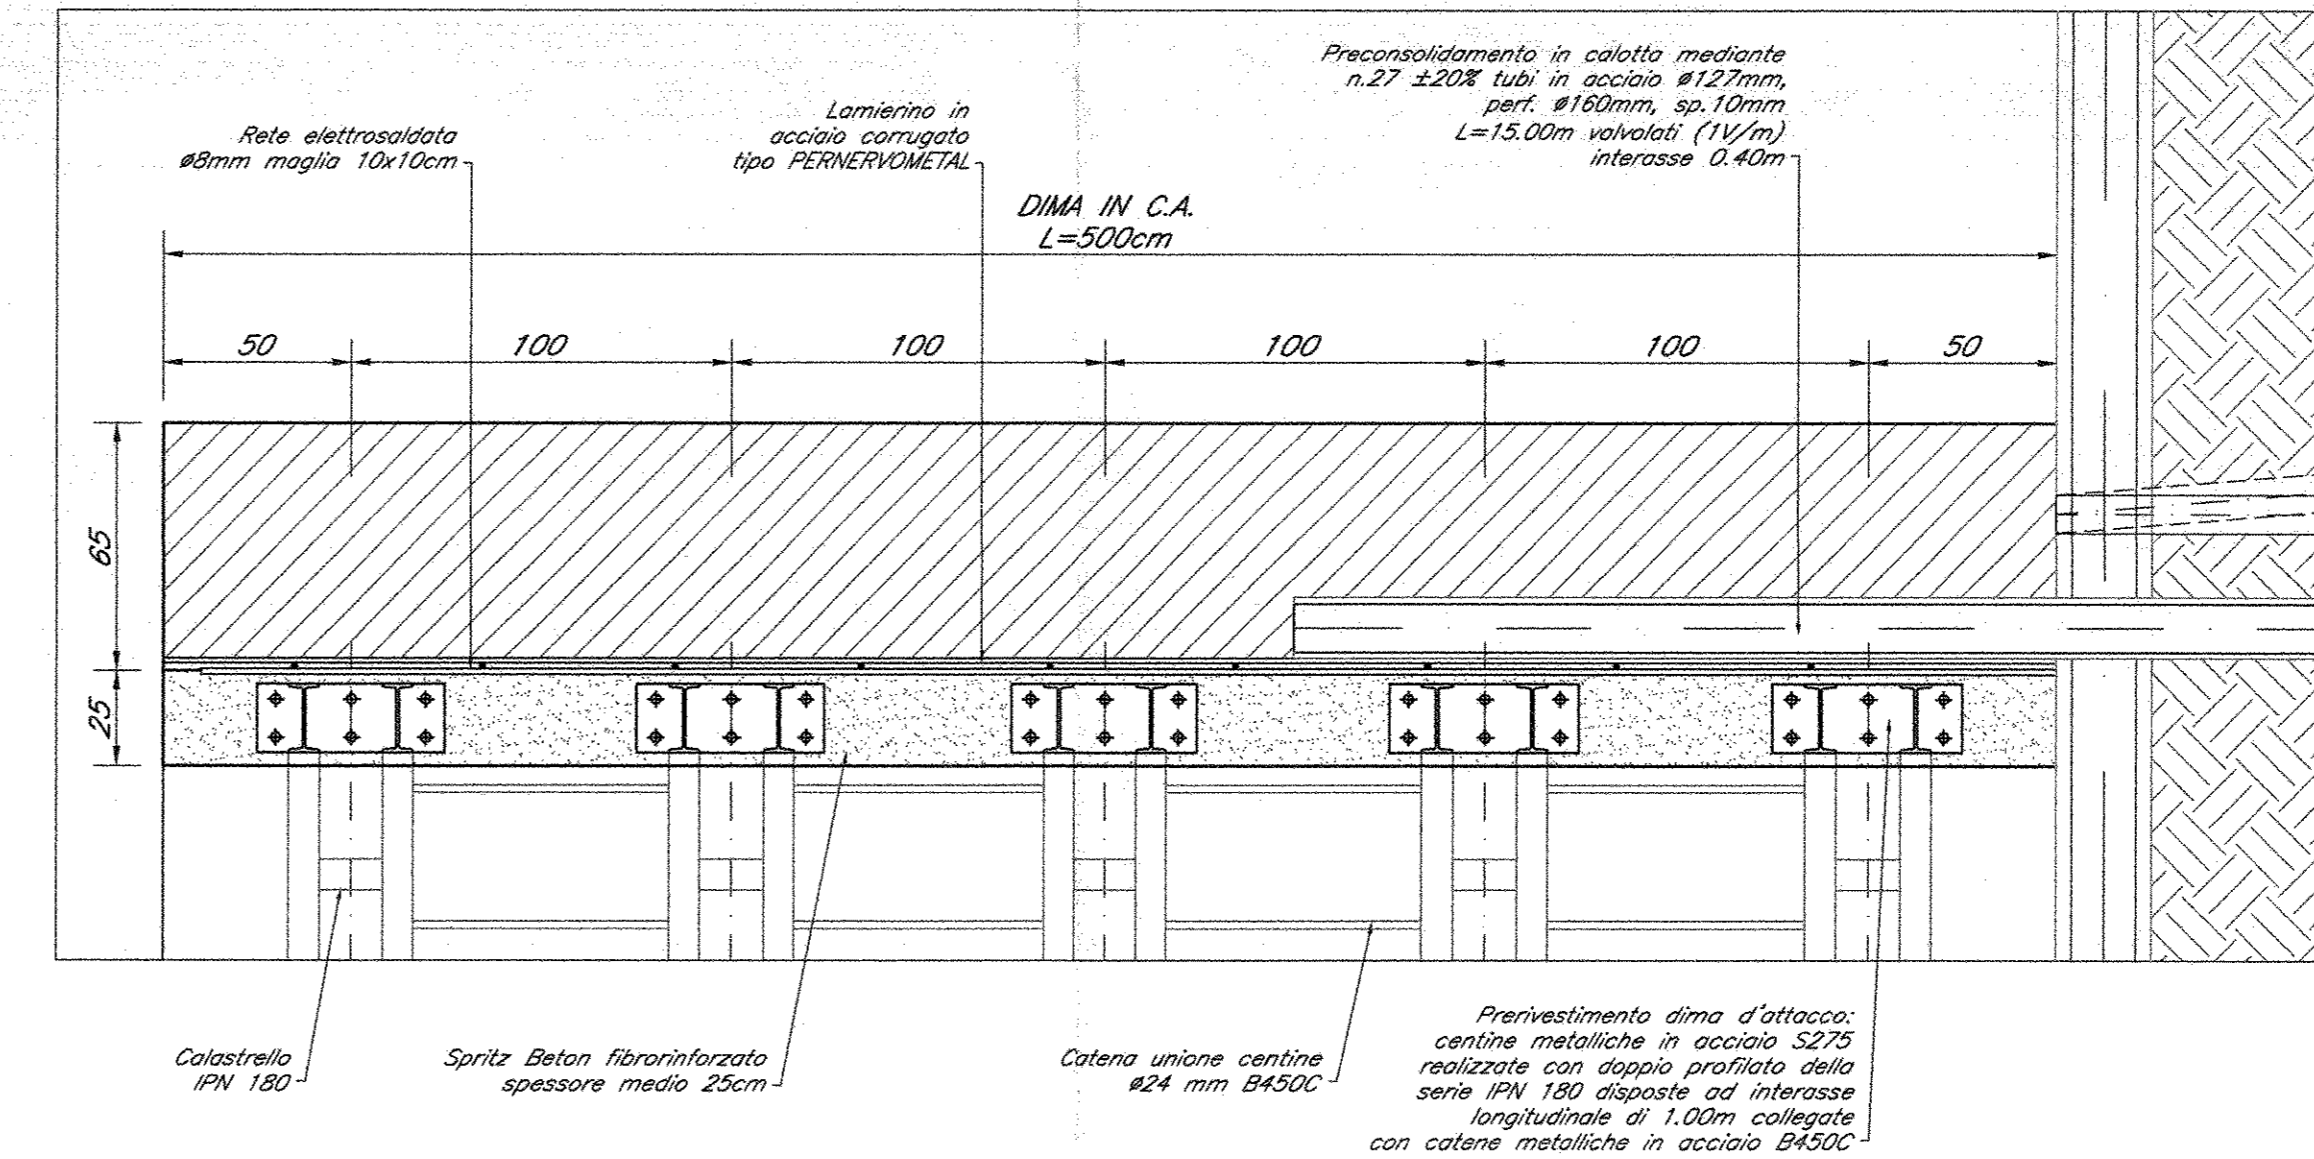 Preconsolidamento in calotta mediante
n.27 ±20% tubi in acciaio ø127mm,
perf. ø160mm, sp.10mm
L=15.00m valvolati (1V/m)
interasse 0.40m
Lamierino in
acciaio corrugato
tipo PERNERVOMETAL
Rete elettrosaldata
ø8mm maglia 10x10cm
DIMA IN C.A.
L=500cm
50
100
100
100
100
50
65
25
Calastrello
IPN 180
Spritz Beton fibrorinforzato
spessore medio 25cm
Catena unione centine
ø24 mm B450C
Prerivestimento dima d'attacco:
centine metalliche in acciaio S275
realizzate con doppio profilato della
serie IPN 180 disposte ad interasse
longitudinale di 1.00m collegate
con catene metalliche in acciaio B450C